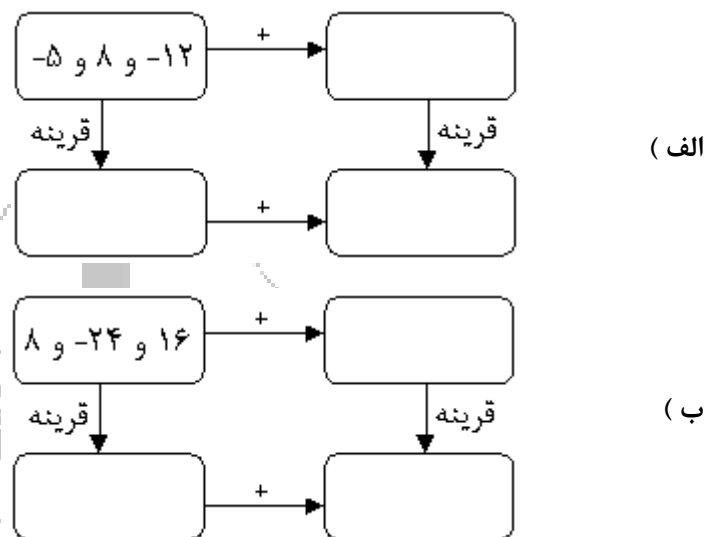 +
-۱۲ و ۸ و -۵
قرینه قرینه
الف )
+
+
۱۶ و -۲۴ و ۸
قرینه قرینه
ب )
+